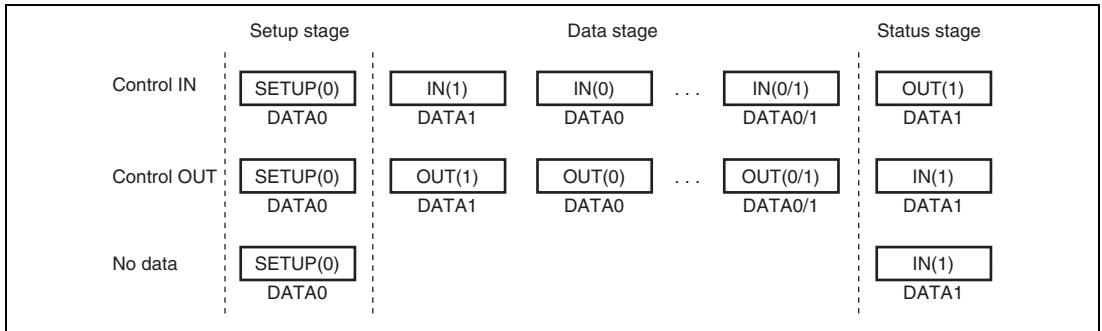 Setup stage Data stage Status stage
Control IN SETUP(0) IN(1) IN(0) ... IN(0/1) OUT(1)
DATA0 DATA1 DATA0 DATA0/1 DATA1
Control OUT SETUP(0) OUT(1) OUT(0) ... OUT(0/1) IN(1)
DATA0 DATA1 DATA0 DATA0/1 DATA1
No data SETUP(0) IN(1)
DATA0 DATA1